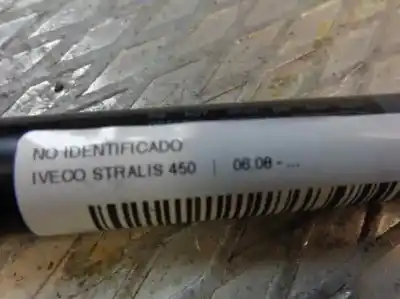 NO IDENTIFICADO
IVECO STRALIS 450 | 06.08 - ...